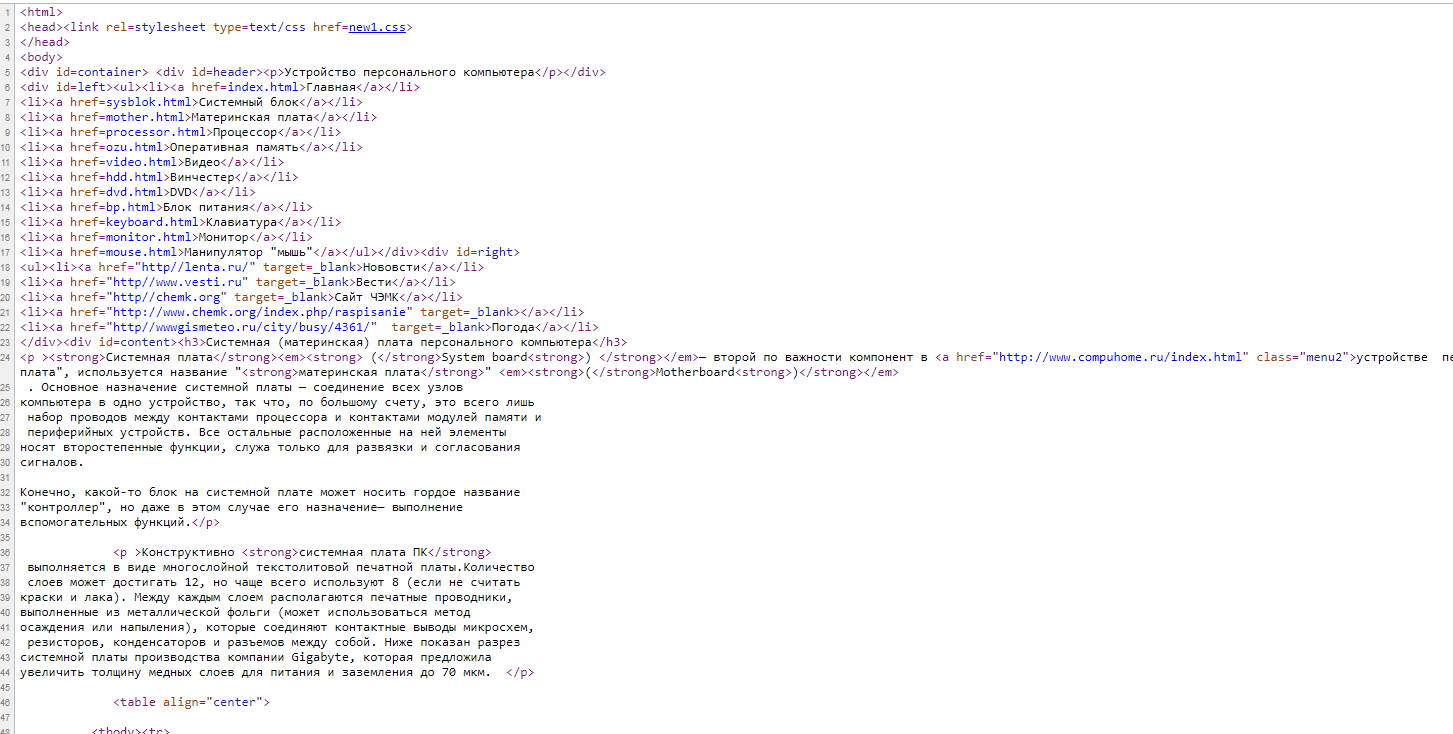 1 <html>
2 <head><link rel=stylesheet type=text/css href=new1.css>
3 </head>
4 <body>
5 <div id=container> <div id=header><p>Устройство персонального компьютера</p></div>
6 <div id=left><ul><li><a href=index.html>Главная</a></li>
7 <li><a href=sysblok.html>Системный блок</a></li>
8 <li><a href=mother.html>Материнская плата</a></li>
9 <li><a href=processor.html>Процессор</a></li>
10 <li><a href=ozu.html>Оперативная память</a></li>
11 <li><a href=video.html>Видео</a></li>
12 <li><a href=hdd.html>Винчестер</a></li>
13 <li><a href=dvd.html>DVD</a></li>
14 <li><a href=bp.html>Блок питания</a></li>
15 <li><a href=keyboard.html>Клавиатура</a></li>
16 <li><a href=monitor.html>Монитор</a></li>
17 <li><a href=mouse.html>Манипулятор "мышь"</a></ul></div><div id=right>
18 <ul><li><a href="http//lenta.ru/" target=_blank>Нововсти</a></li>
19 <li><a href="http//www.vesti.ru" target=_blank>Вести</a></li>
20 <li><a href="http//chemk.org" target=_blank>Сайт ЧЭМК</a></li>
21 <li><a href="http://www.chemk.org/index.php/raspisanie" target=_blank></a></li>
22 <li><a href="http//wwwgismeteo.ru/city/busy/4361/"  target=_blank>Погода</a></li>
23 </div><div id=content><h3>Системная (материнская) плата персонального компьютера</h3>
24 <p ><strong>Системная плата</strong><em><strong> (</strong>System board<strong>) </strong></em>— второй по важности компонент в <a href="http://www.compuhome.ru/index.html" class="menu2">устройстве  пе
плата", используется название "<strong>материнская плата</strong>" <em><strong>(</strong>Motherboard<strong>)</strong></em>
25 . Основное назначение системной платы — соединение всех узлов
26 компьютера в одно устройство, так что, по большому счету, это всего лишь
27 набор проводов между контактами процессора и контактами модулей памяти и
28 периферийных устройств. Все остальные расположенные на ней элементы
29 носят второстепенные функции, служа только для развязки и согласования
30 сигналов.
31
32 Конечно, какой-то блок на системной плате может носить гордое название
33 "контроллер", но даже в этом случае его назначение— выполнение
34 вспомогательных функций.</p>
35
36 <p >Конструктивно <strong>системная плата ПК</strong>
37 выполняется в виде многослойной текстолитовой печатной платы.Количество
38 слоев может достигать 12, но чаще всего используют 8 (если не считать
39 краски и лака). Между каждым слоем располагаются печатные проводники,
40 выполненные из металлической фольги (может использоваться метод
41 осаждения или напыления), которые соединяют контактные выводы микросхем,
42 резисторов, конденсаторов и разъемов между собой. Ниже показан разрез
43 системной платы производства компании Gigabyte, которая предложила
44 увеличить толщину медных слоев для питания и заземления до 70 мкм.  </p>
45
46 <table align="center">
47
48 <tbody><tr>